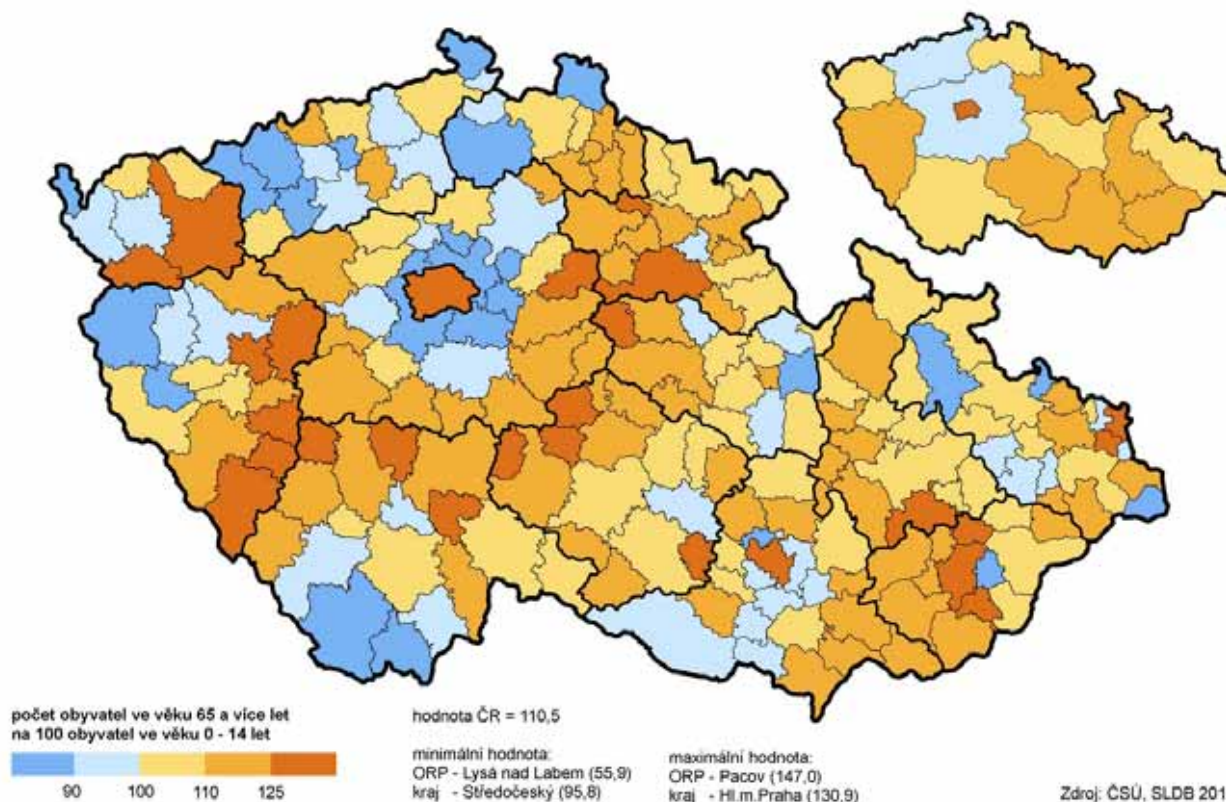 počet obyvatel ve věku 65 a více let
na 100 obyvatel ve věku 0 - 14 let
90 100 110 125
hodnota ČR = 110,5
minimální hodnota:
ORP - Lysá nad Labem (55,9)
kraj - Středočeský (95,8)
maximální hodnota:
ORP - Pacov (147,0)
kraj - Hl.m.Praha (130,9)
Zdroj: ČSÚ, SLDB 201